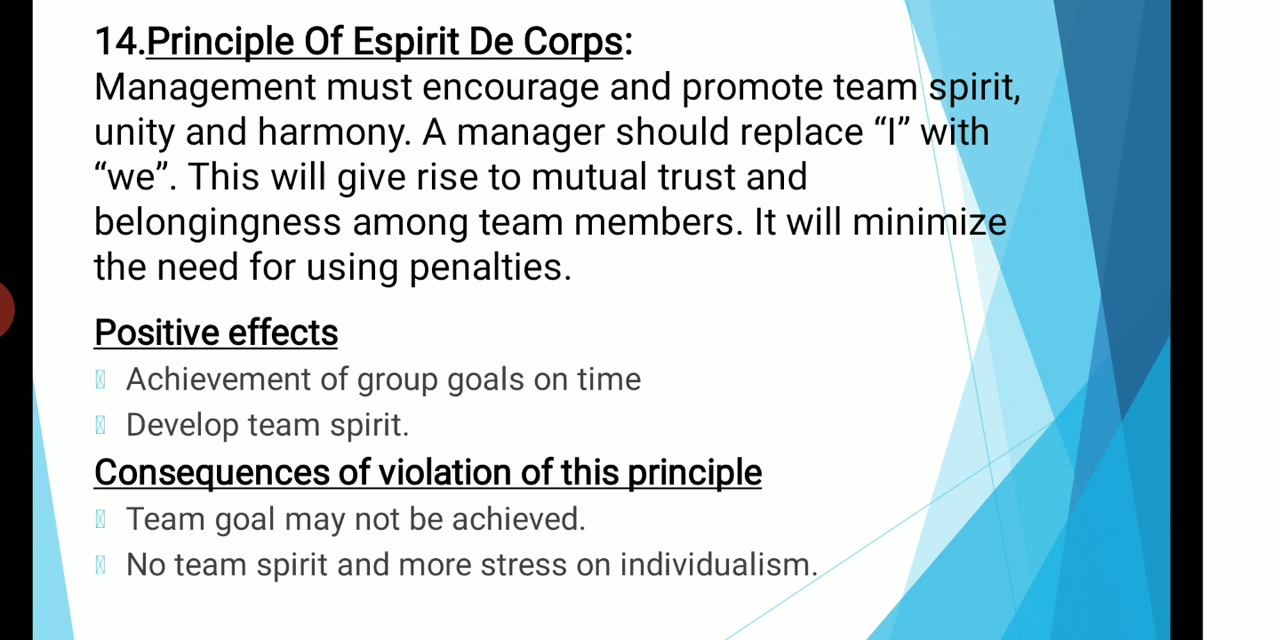 14.Principle Of Espirit De Corps:
Management must encourage and promote team spirit,
unity and harmony. A manager should replace “I” with
“we”. This will give rise to mutual trust and
belongingness among team members. It will minimize
the need for using penalties.
Positive effects
Achievement of group goals on time
Develop team spirit.
Consequences of violation of this principle
Team goal may not be achieved.
No team spirit and more stress on individualism.